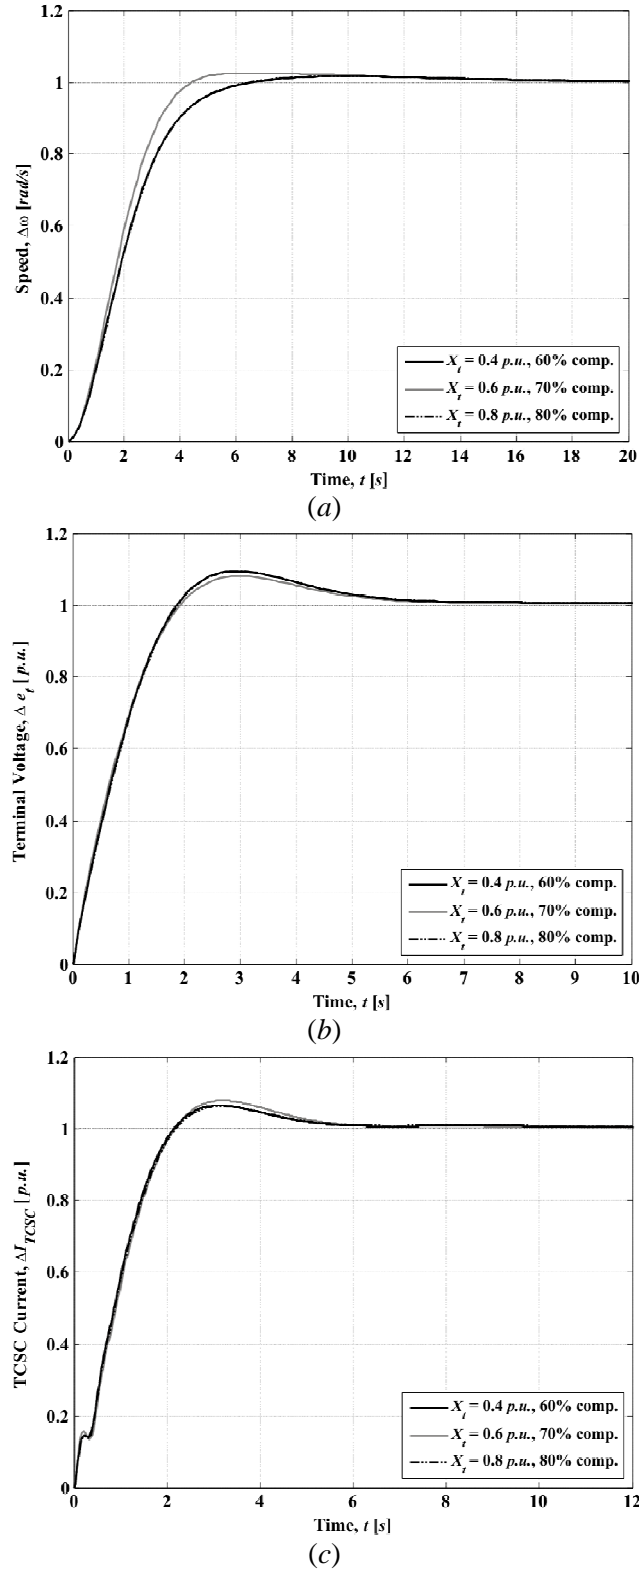 1.2
1
0.8
0.6
0.4
0.2
0
Speed, Δω [rad/s]
X_t = 0.4 p.u., 60% comp.
X_t = 0.6 p.u., 70% comp.
X_t = 0.8 p.u., 80% comp.
0 2 4 6 8 10 12 14 16 18 20
Time, t [s]
(a)
1.2
1
0.8
0.6
0.4
0.2
0
Terminal Voltage, Δ e_t [ p.u.]
X_t = 0.4 p.u., 60% comp.
X_t = 0.6 p.u., 70% comp.
X_t = 0.8 p.u., 80% comp.
0 1 2 3 4 5 6 7 8 9 10
Time, t [s]
(b)
1.2
1
0.8
0.6
0.4
0.2
0
TCSC Current, ΔI_TCSC [ p.u.]
X_t = 0.4 p.u., 60% comp.
X_t = 0.6 p.u., 70% comp.
X_t = 0.8 p.u., 80% comp.
0 2 4 6 8 10 12
Time, t [s]
(c)